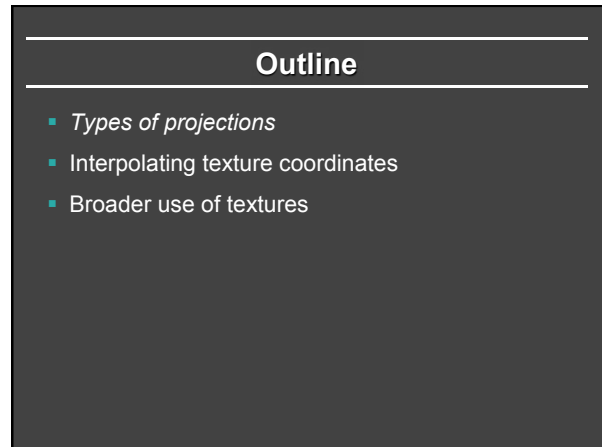 Outline
▪ Types of projections
▪ Interpolating texture coordinates
▪ Broader use of textures